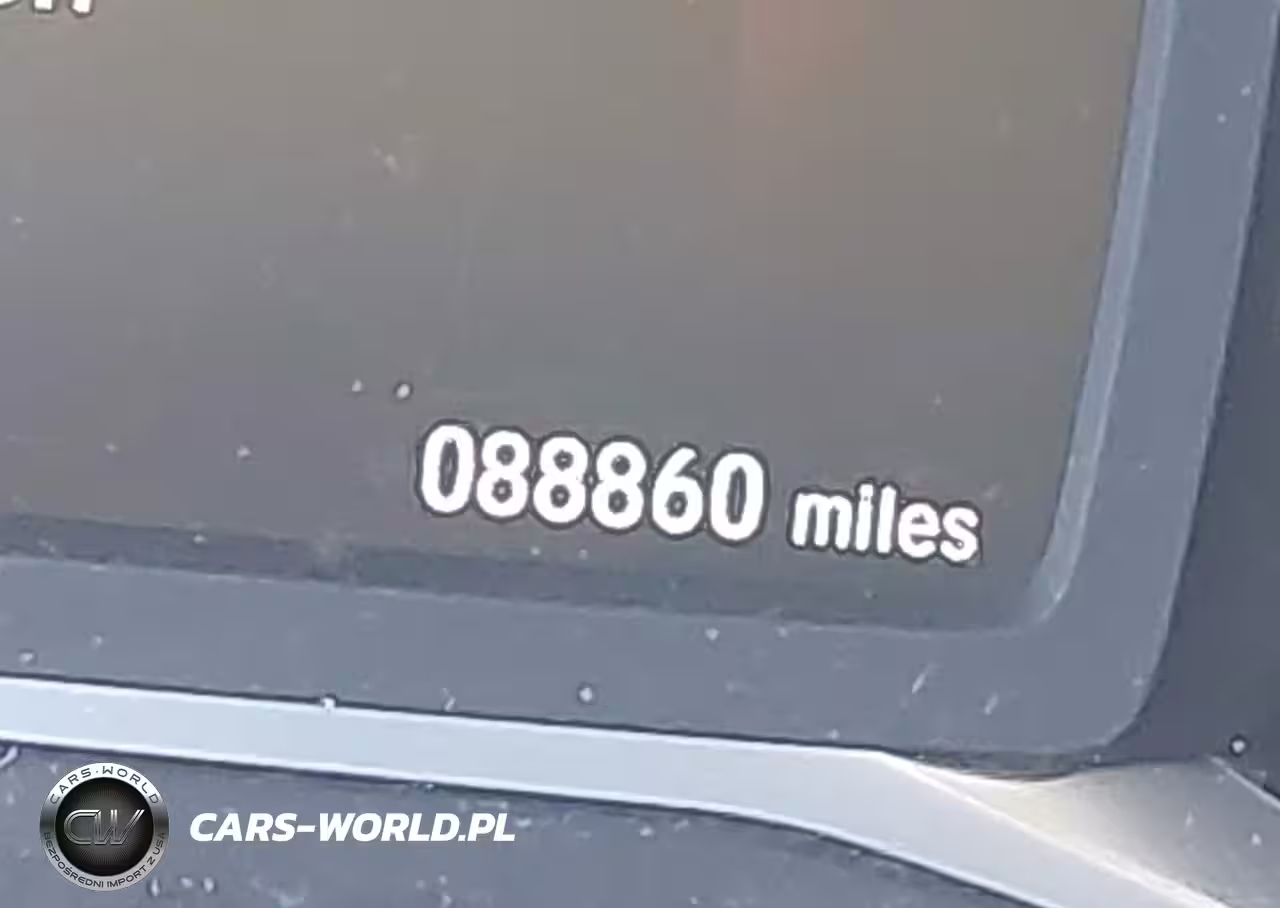 088860 miles
CARS-WORLD
CW
BEZPOŚREDNI IMPORT Z USA
CARS-WORLD.PL